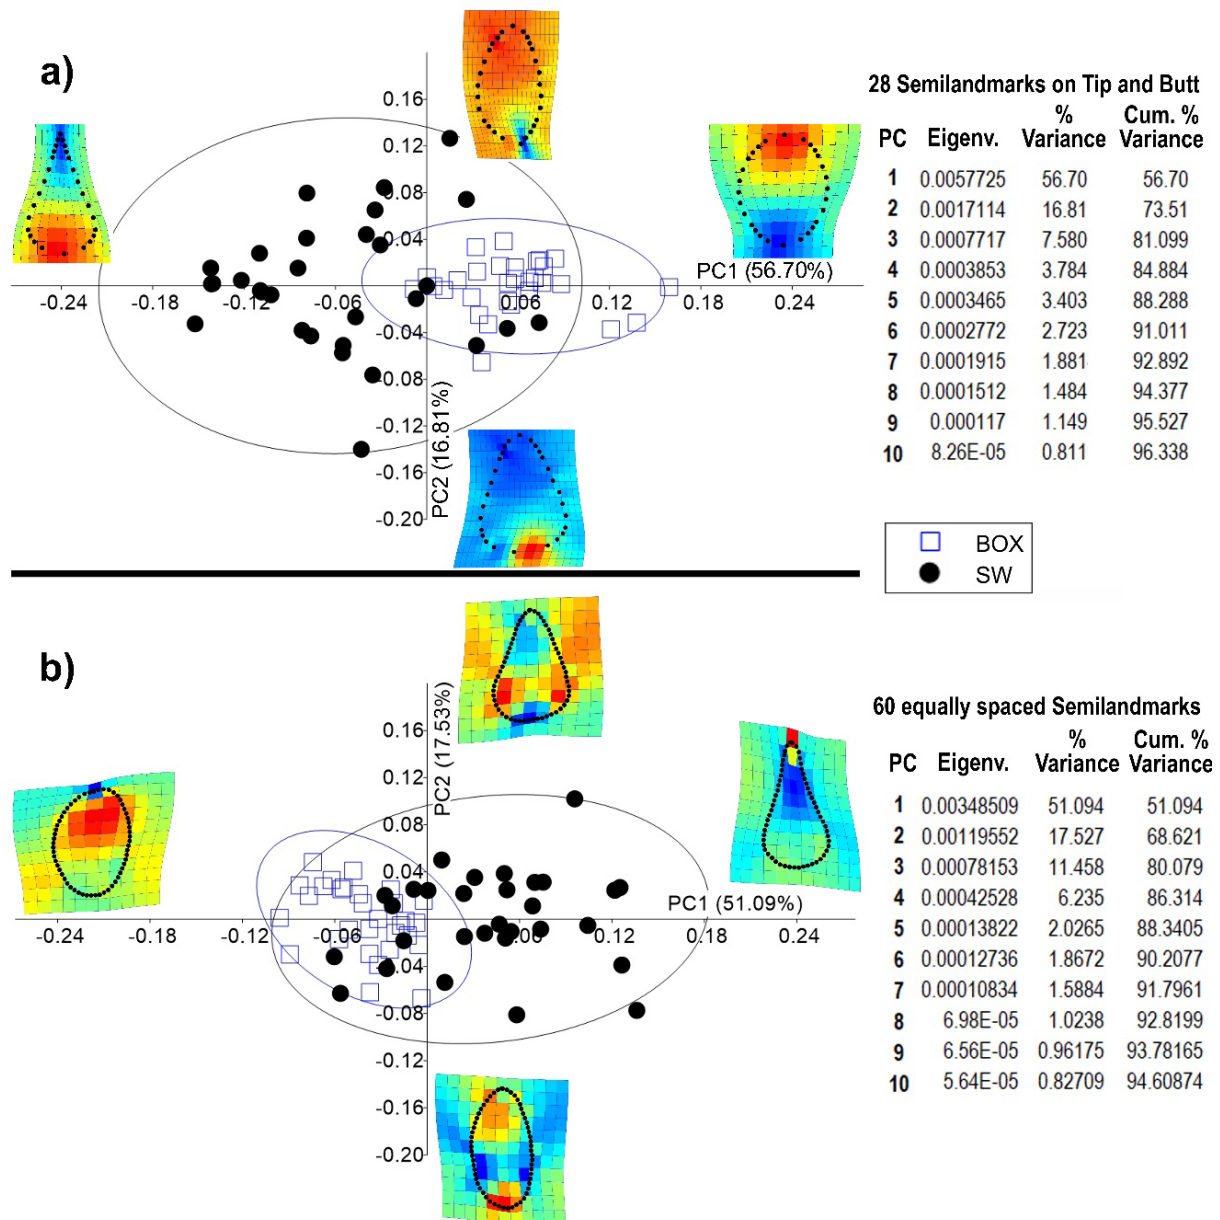 a)
0.16
0.12
0.08
0.04
-0.24
-0.18
-0.12
-0.06
0.06
0.12
0.18
0.24
PC1 (56.70%)
-0.04
-0.08
-0.12
-0.16
-0.20
PC2 (16.81%)
28 Semilandmarks on Tip and Butt
PC Eigenv. % Variance Cum. % Variance
1 0.0057725 56.70 56.70
2 0.0017114 16.81 73.51
3 0.0007717 7.580 81.099
4 0.0003853 3.784 84.884
5 0.0003465 3.403 88.288
6 0.0002772 2.723 91.011
7 0.0001915 1.881 92.892
8 0.0001512 1.484 94.377
9 0.000117 1.149 95.527
10 8.26E-05 0.811 96.338
BOX
SW
b)
0.16
0.12
0.08
0.04
-0.24
-0.18
-0.12
-0.06
0.06
0.12
0.18
0.24
PC1 (51.09%)
-0.04
-0.08
-0.12
-0.16
-0.20
PC2 (17.53%)
60 equally spaced Semilandmarks
PC Eigenv. % Variance Cum. % Variance
1 0.00348509 51.094 51.094
2 0.00119552 17.527 68.621
3 0.00078153 11.458 80.079
4 0.00042528 6.235 86.314
5 0.00013822 2.0265 88.3405
6 0.00012736 1.8672 90.2077
7 0.00010834 1.5884 91.7961
8 6.98E-05 1.0238 92.8199
9 6.56E-05 0.96175 93.78165
10 5.64E-05 0.82709 94.60874